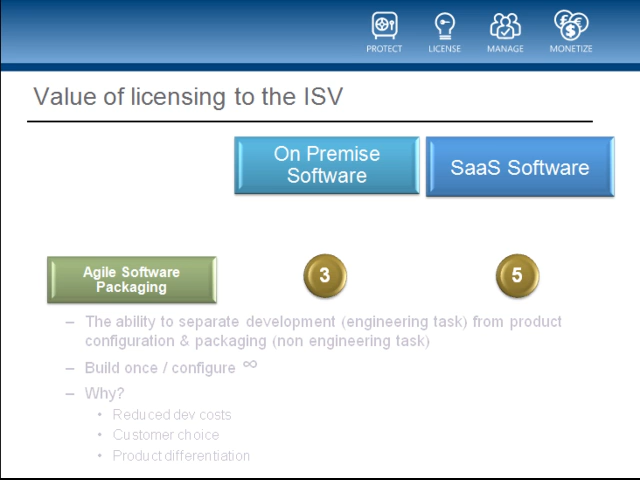 PROTECT LICENSE MANAGE MONETIZE
Value of licensing to the ISV
On Premise
Software
SaaS Software
Agile Software
Packaging
3
5
– The ability to separate development (engineering task) from product
configuration & packaging (non engineering task)
– Build once / configure ∞
– Why?
• Reduced dev costs
• Customer choice
• Product differentiation